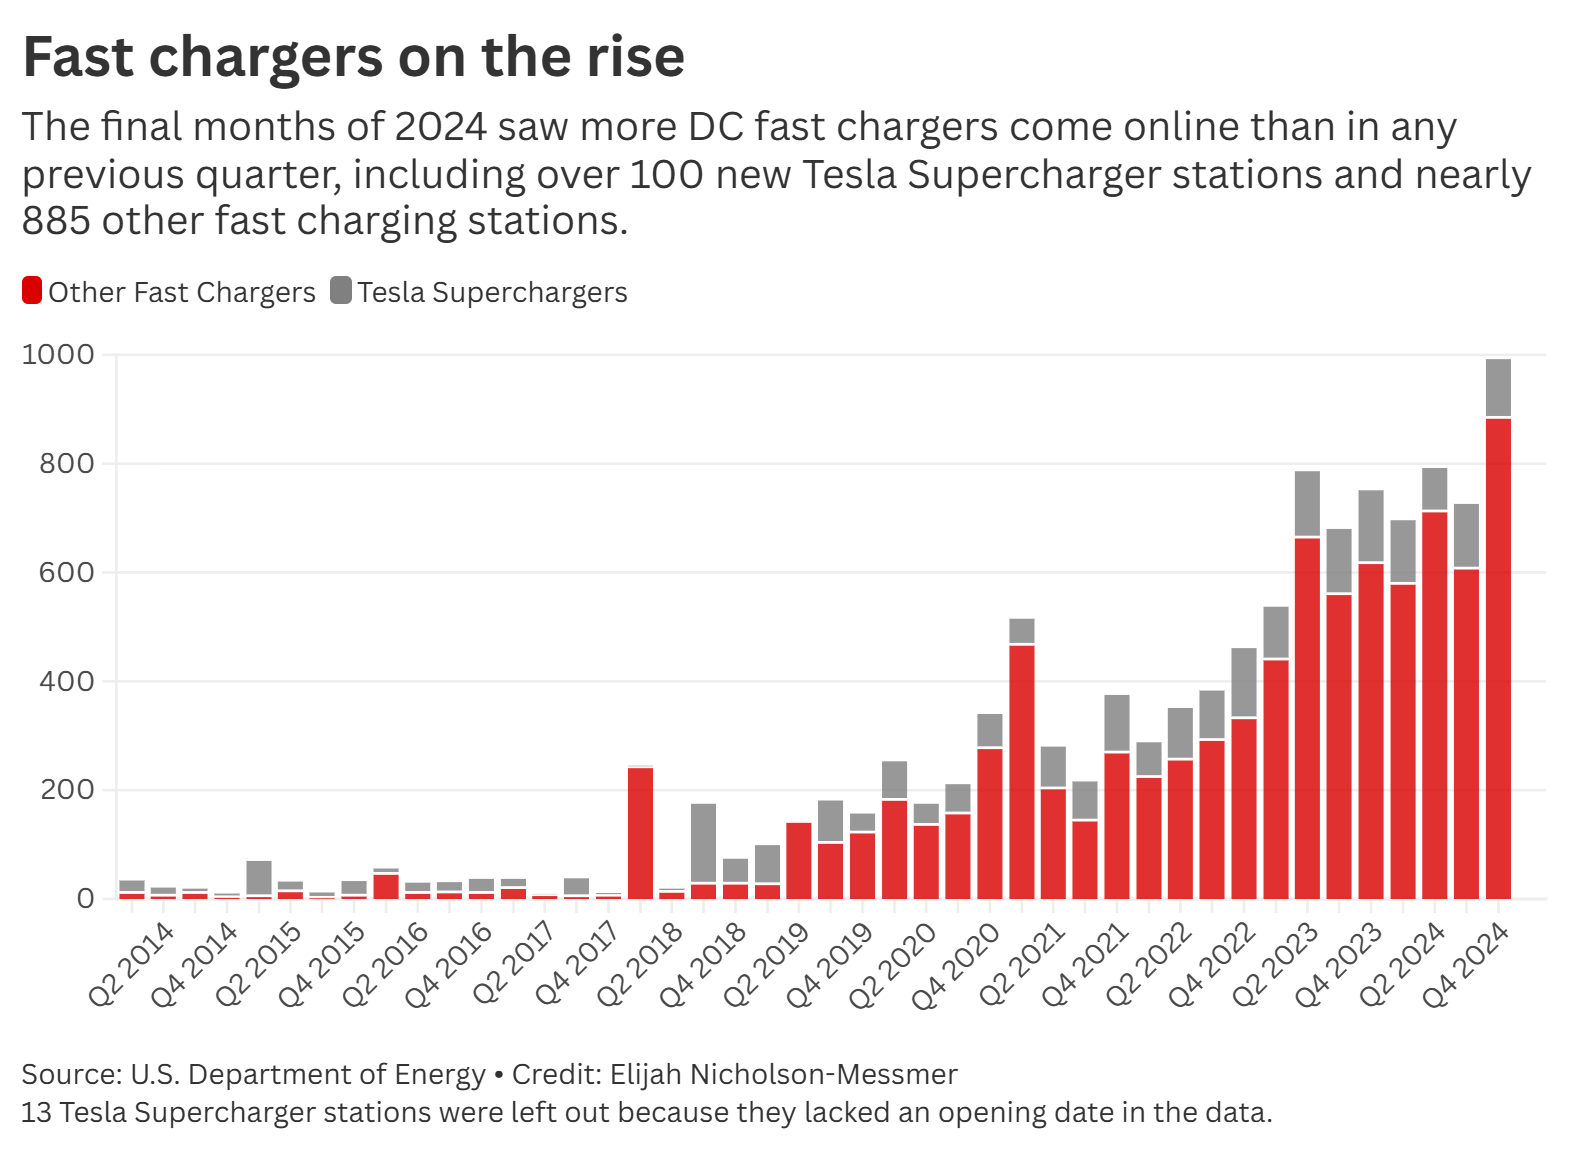 Fast chargers on the rise
The final months of 2024 saw more DC fast chargers come online than in any
previous quarter, including over 100 new Tesla Supercharger stations and nearly
885 other fast charging stations.
Other Fast Chargers Tesla Superchargers
1000
800
600
400
200
0
Q2 2014
Q4 2014
Q2 2015
Q4 2015
Q2 2016
Q4 2016
Q2 2017
Q4 2017
Q2 2018
Q4 2018
Q2 2019
Q4 2019
Q2 2020
Q4 2020
Q2 2021
Q4 2021
Q2 2022
Q4 2022
Q2 2023
Q4 2023
Q2 2024
Q4 2024
Source: U.S. Department of Energy • Credit: Elijah Nicholson-Messmer
13 Tesla Supercharger stations were left out because they lacked an opening date in the data.